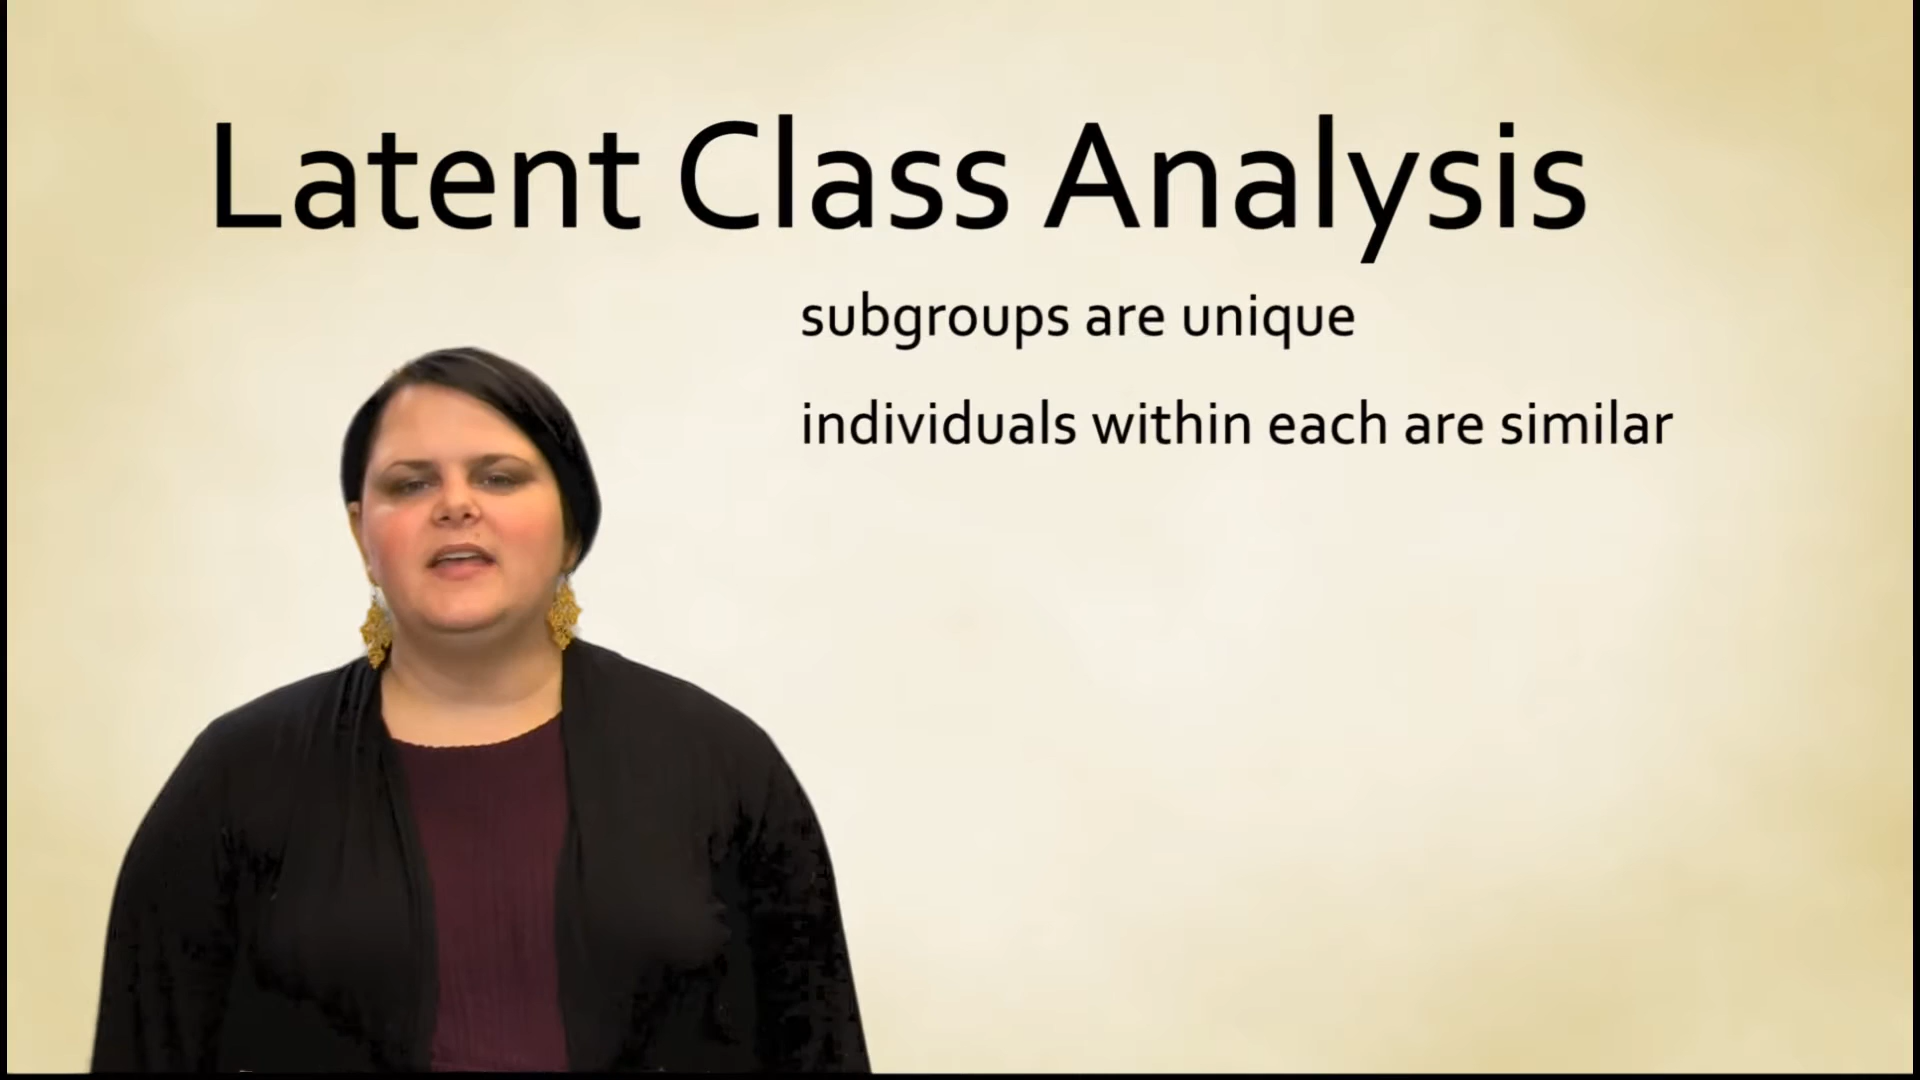 Latent Class Analysis
subgroups are unique
individuals within each are similar